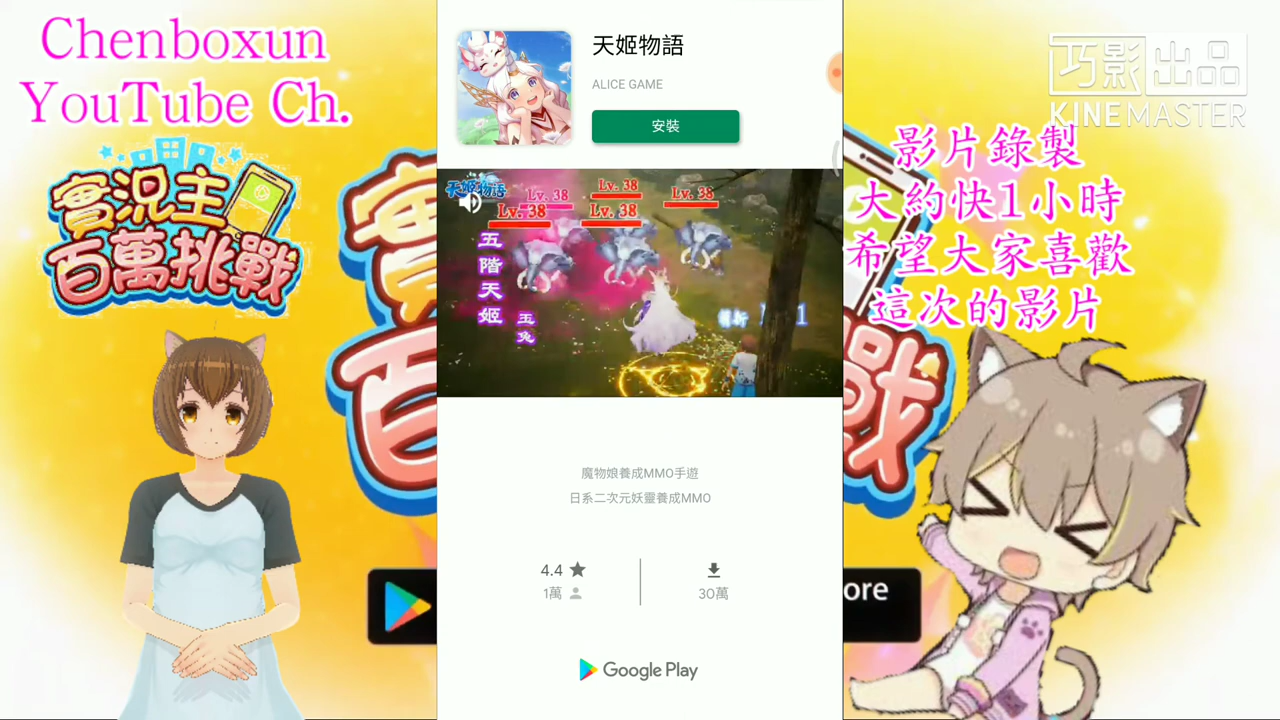 Chenboxun
YouTube Ch.
實況主
百萬挑戰
天姬物語
ALICE GAME
安裝
天姬物語
Lv. 38
Lv. 38
Lv. 38
Lv. 38
Lv. 38
五階天姬
玉兔
魔物娘養成MMO手遊
日系二次元妖靈養成MMO
4.4
1萬
30萬
Google Play
巧影出品
KINEMASTER
影片錄製
大約快1小時
希望大家喜歡
這次的影片
實
百
戰
ore